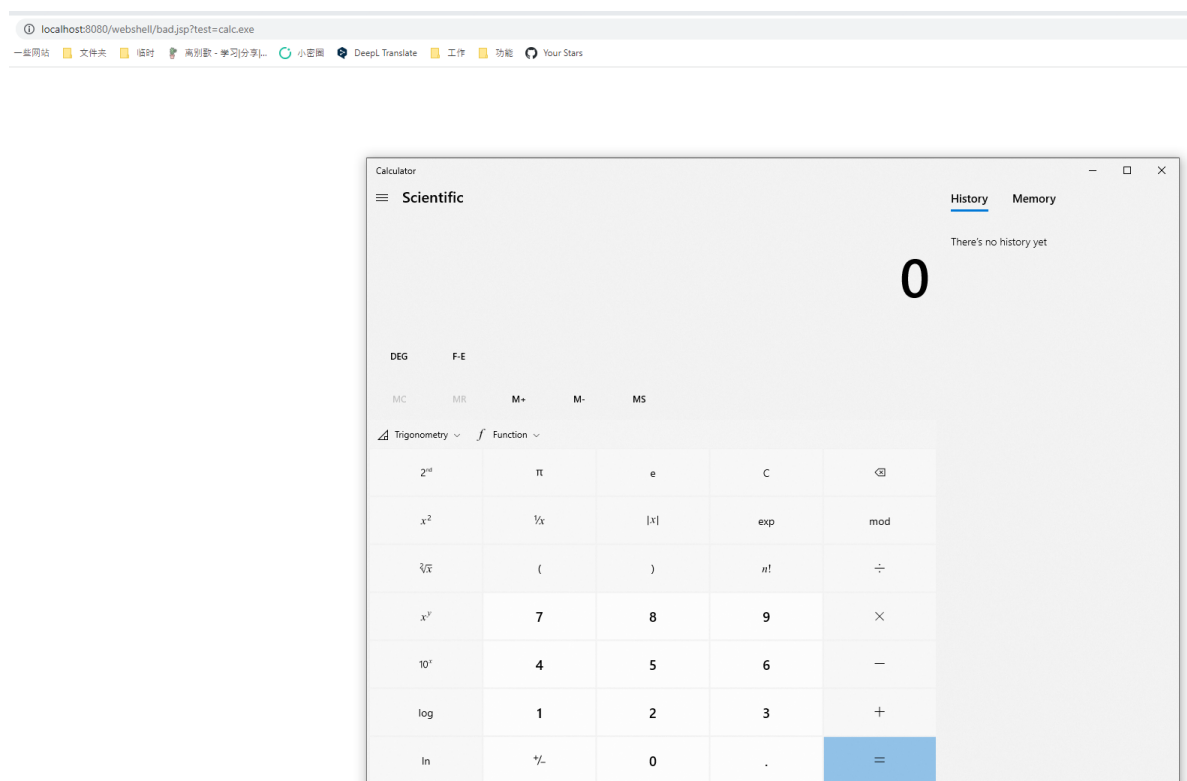 localhost:8080/webshell/bad.jsp?test=calc.exe
一些网站 文件夹 临时 离别歌 - 学习|分享|... 小密圈 DeepL Translate 工作 功能 Your Stars
Calculator
Scientific
History Memory
There's no history yet
0
DEG F-E
MC MR M+ M- MS
Trigonometry f Function
2ⁿᵈ π e C
x² ¹/x |x| exp mod
²√x ( ) n! ÷
xʸ 7 8 9 ×
10ˣ 4 5 6 −
log 1 2 3 +
ln +/− 0 . =